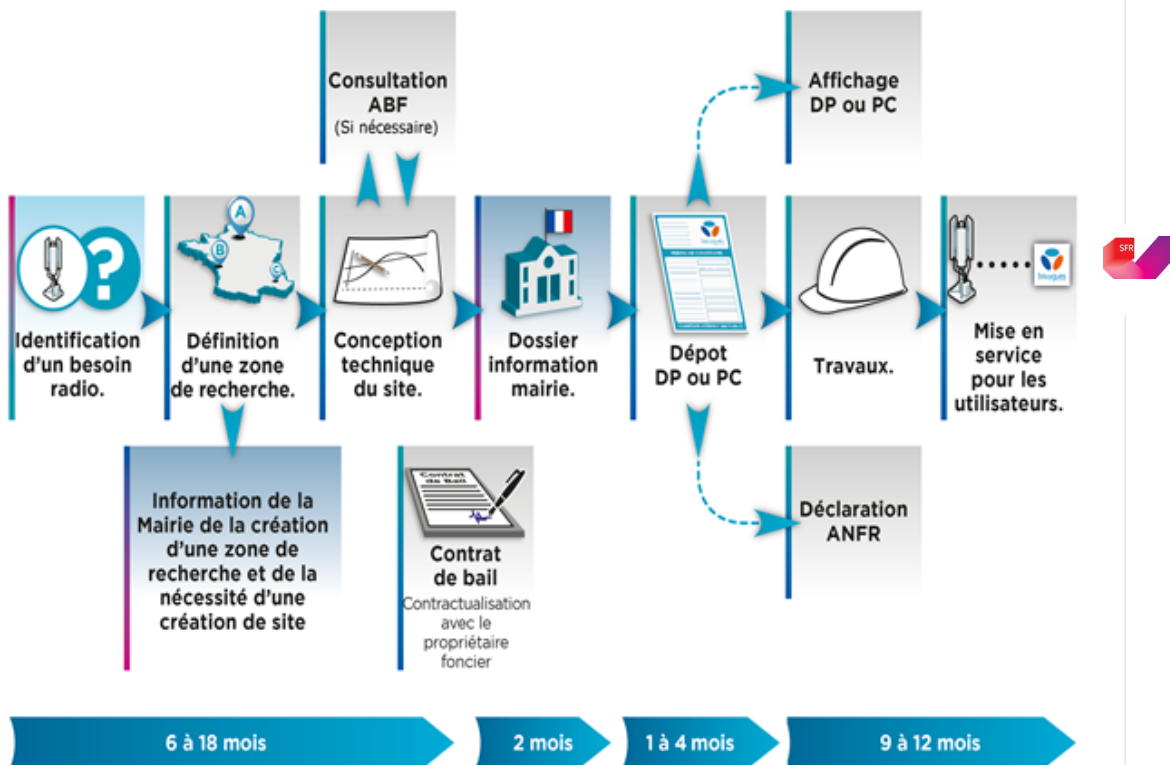 Consultation
ABF
(Si nécessaire)
Affichage
DP ou PC
A
B
C
?
Identification
d'un besoin
radio.
Définition
d'une zone
de recherche.
Conception
technique
du site.
Dossier
information
mairie.
Dépot
DP ou PC
Travaux.
Mise en
service
pour les
utilisateurs.
SFR
Information de la
Mairie de la création
d'une zone de
recherche et de la
nécessité d'une
création de site
Contrat
de Bail
Contrat
de bail
Contractualisation
avec le
propriétaire
foncier
Déclaration
ANFR
6 à 18 mois
2 mois
1 à 4 mois
9 à 12 mois